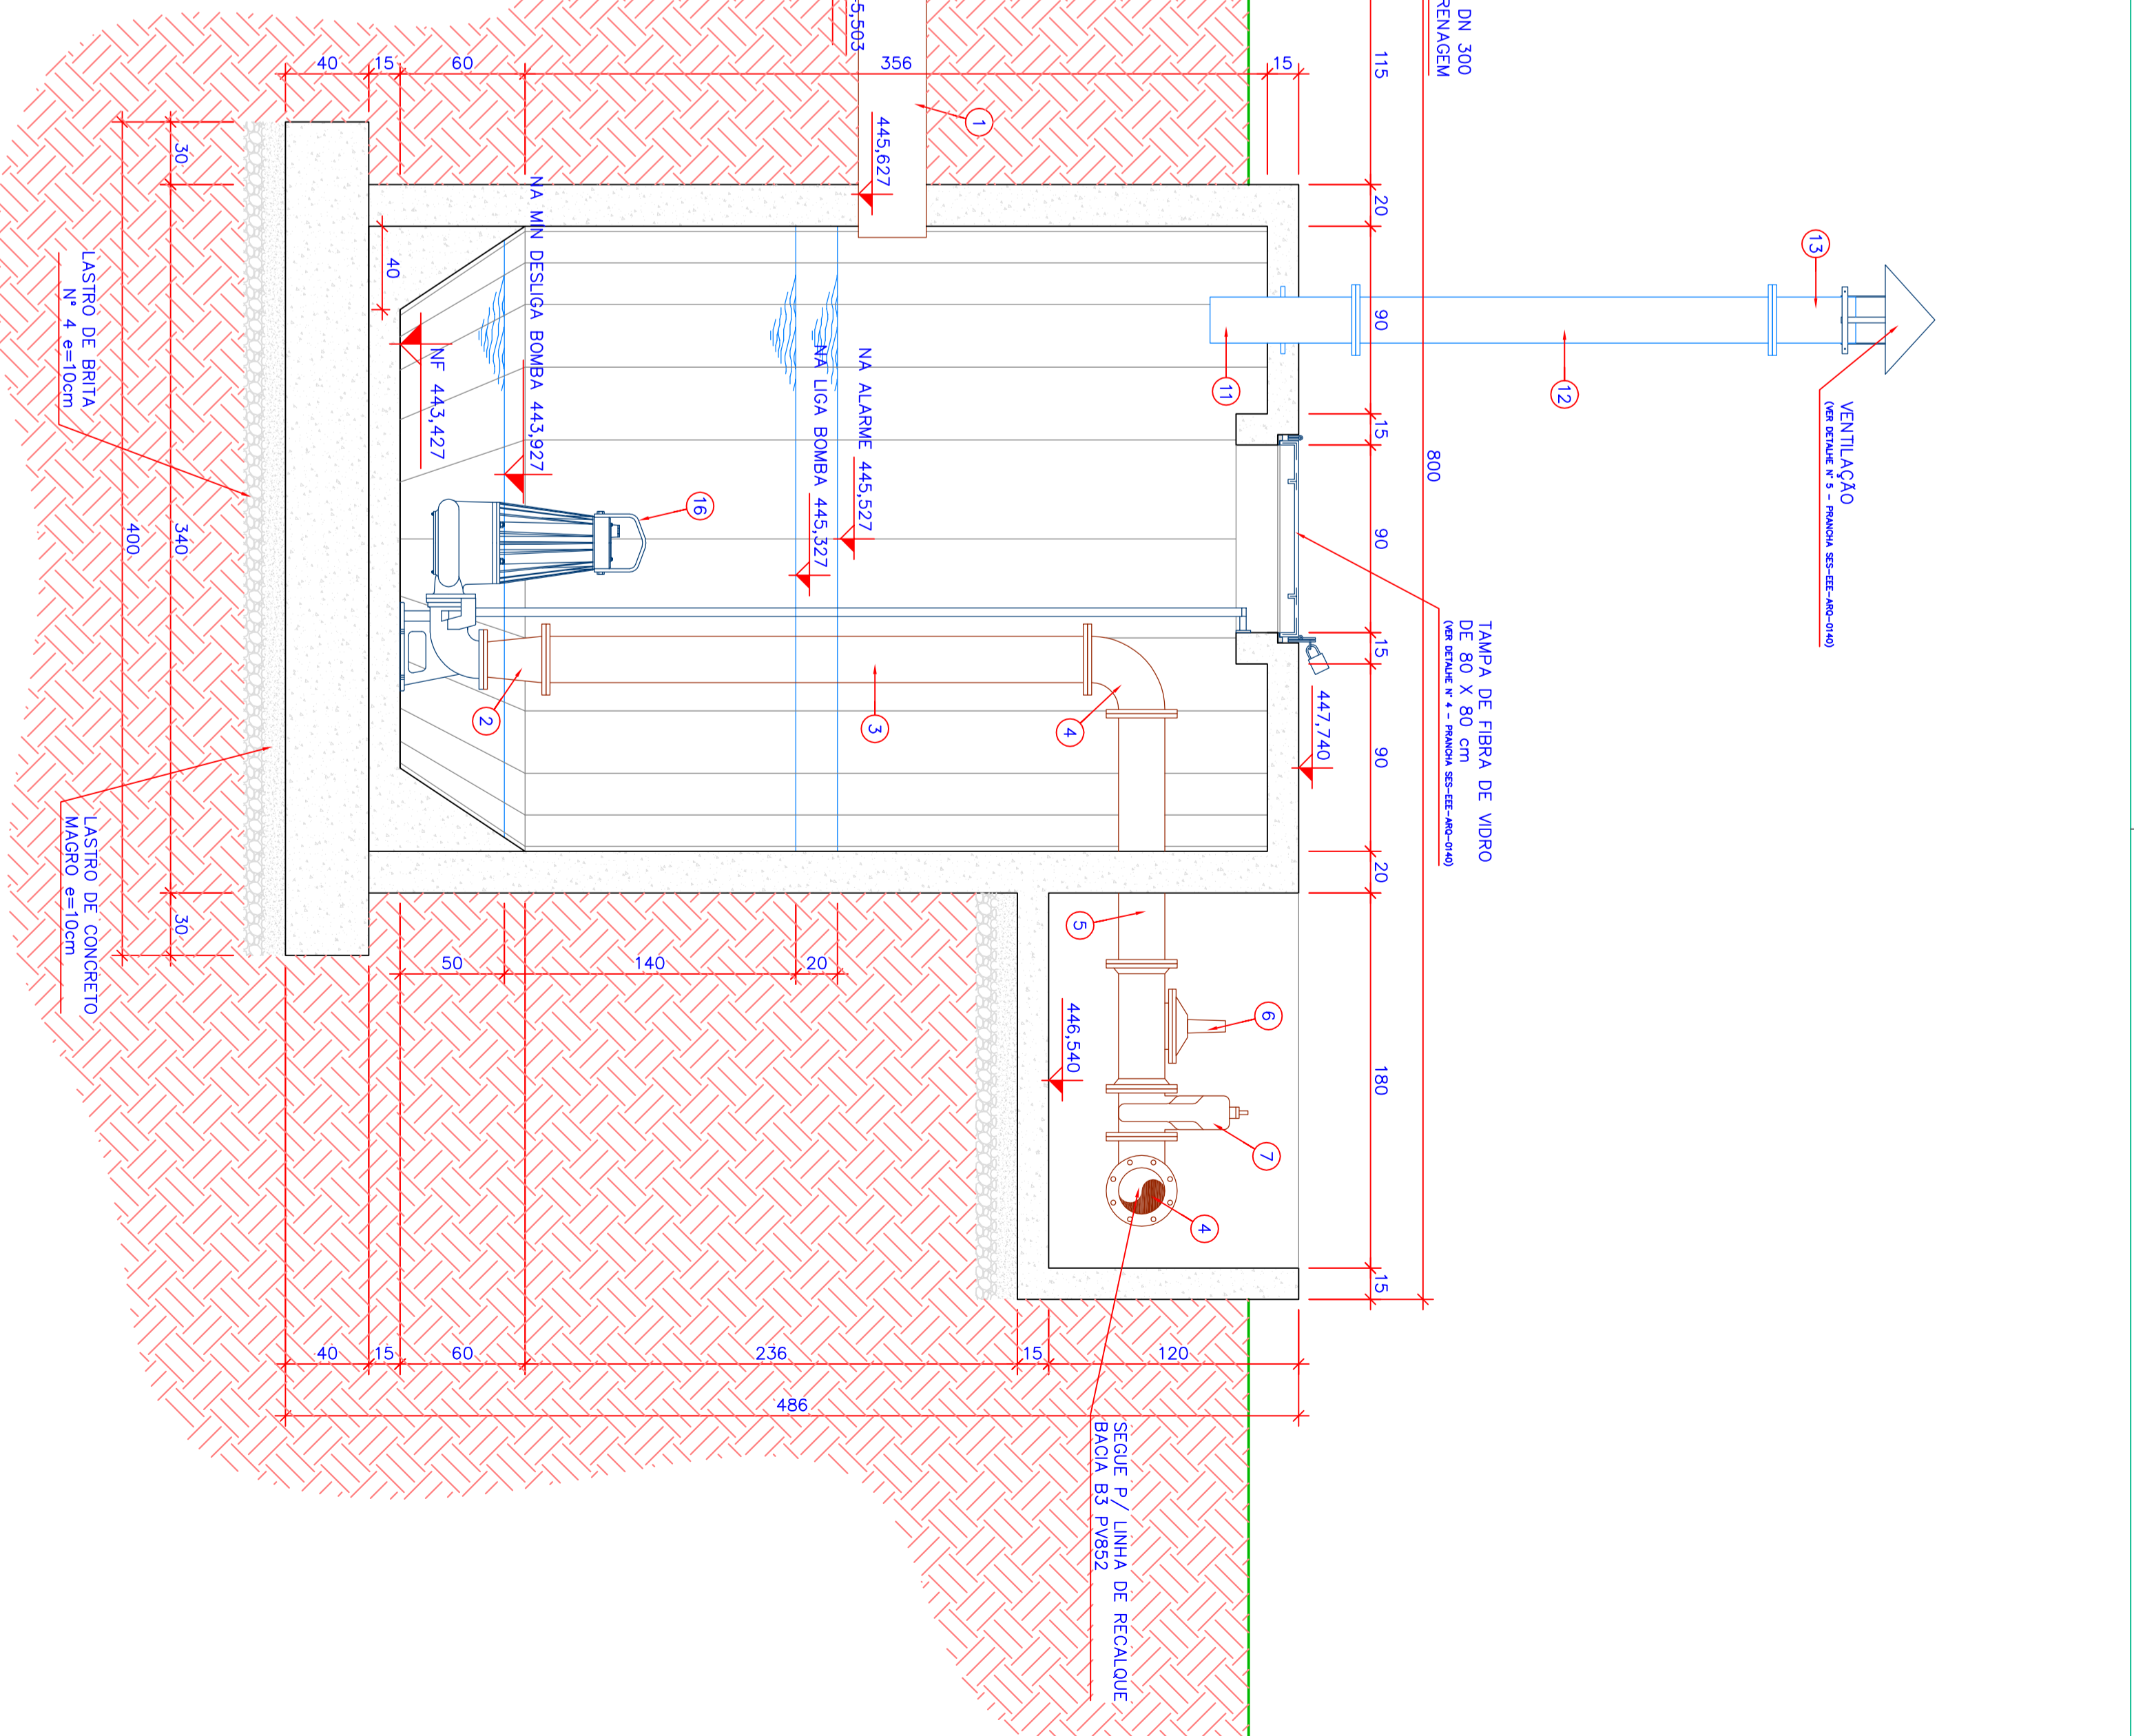 VENTILAÇÃO
(VER DETALHE N° 5 - PRANCHA SES-EEE-ARQ-0140)
13
12
11
TAMPA DE FIBRA DE VIDRO
DE 80 X 80 cm
(VER DETALHE N° 4 - PRANCHA SES-EEE-ARQ-0140)
DN 300
RENAGEM
800
115
20
90
15
90
15
90
20
180
15
447,740
15
356
60
15
40
5,503
1
445,627
NA ALARME 445,527
NA LIGA BOMBA 445,327
NA MIN DESLIGA BOMBA 443,927
NF 443,427
16
2
3
4
5
6
7
4
446,540
20
140
50
40
120
15
236
60
15
40
486
SEGUE P/ LINHA DE RECALQUE
BACIA B3 PV852
30
340
30
400
LASTRO DE BRITA
N° 4 e=10cm
LASTRO DE CONCRETO
MAGRO e=10cm